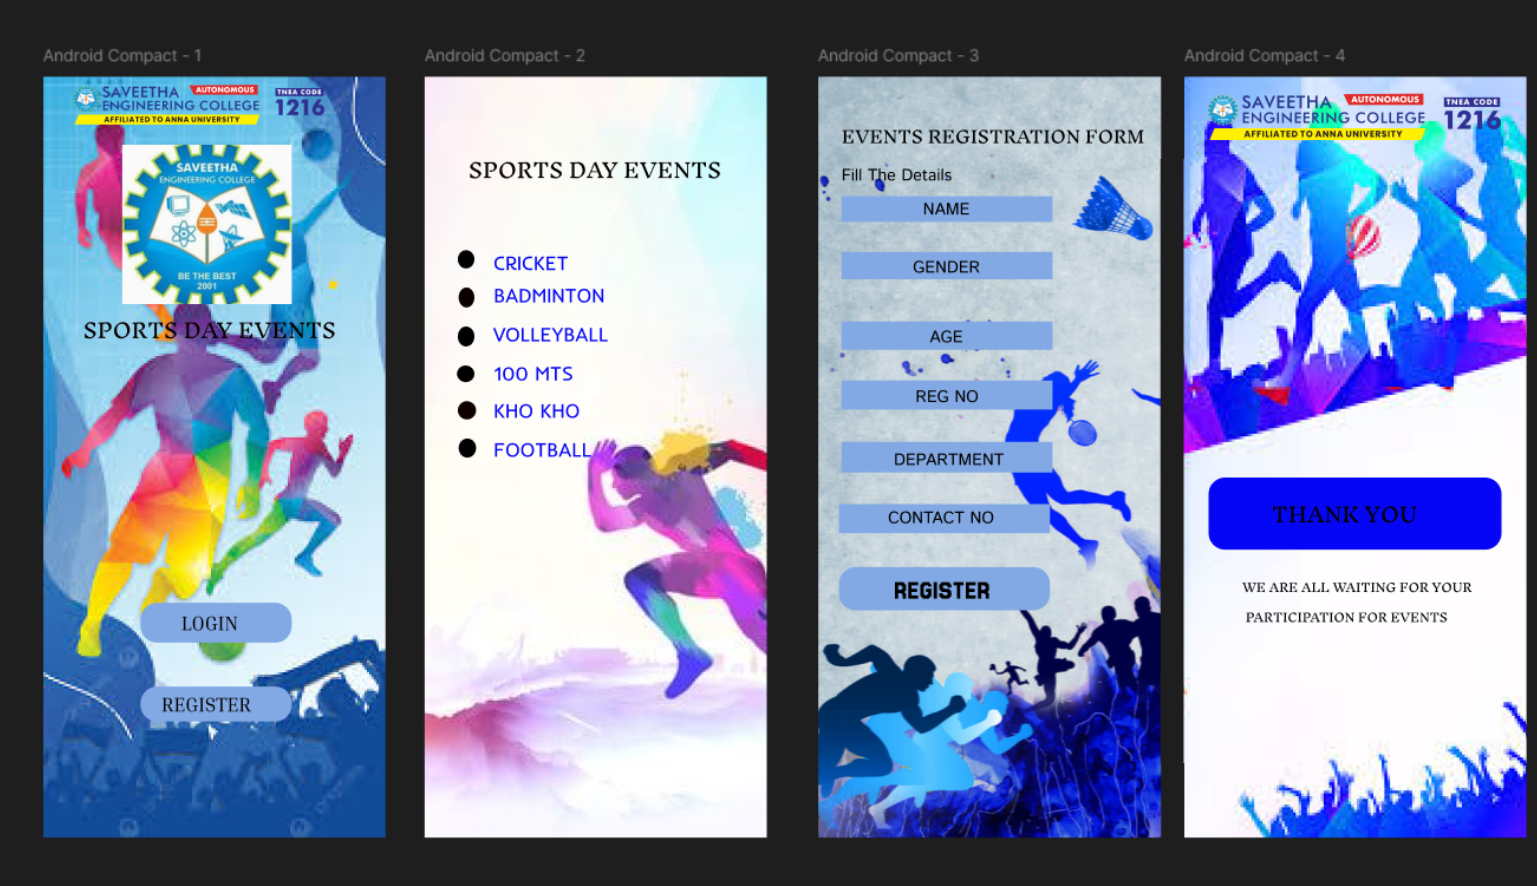 Android Compact - 1
SAVEETHA AUTONOMOUS
ENGINEERING COLLEGE
AFFILIATED TO ANNA UNIVERSITY
TNEA CODE
1216
SAVEETHA
ENGINEERING COLLEGE
BE THE BEST
2001
SPORTS DAY EVENTS
LOGIN
REGISTER
Android Compact - 2
SPORTS DAY EVENTS
CRICKET
BADMINTON
VOLLEYBALL
100 MTS
KHO KHO
FOOTBALL
Android Compact - 3
EVENTS REGISTRATION FORM
Fill The Details
NAME
GENDER
AGE
REG NO
DEPARTMENT
CONTACT NO
REGISTER
Android Compact - 4
SAVEETHA AUTONOMOUS
ENGINEERING COLLEGE
AFFILIATED TO ANNA UNIVERSITY
TNEA CODE
1216
THANK YOU
WE ARE ALL WAITING FOR YOUR
PARTICIPATION FOR EVENTS